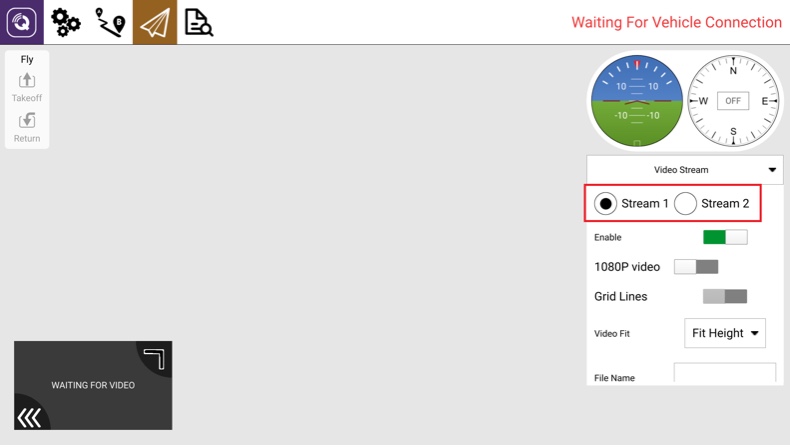 B
Waiting For Vehicle Connection
Fly
Takeoff
Return
10 10
-10 -10
N
W OFF E
S
Video Stream
Stream 1 Stream 2
Enable
1080P video
Grid Lines
Video Fit Fit Height
File Name
WAITING FOR VIDEO